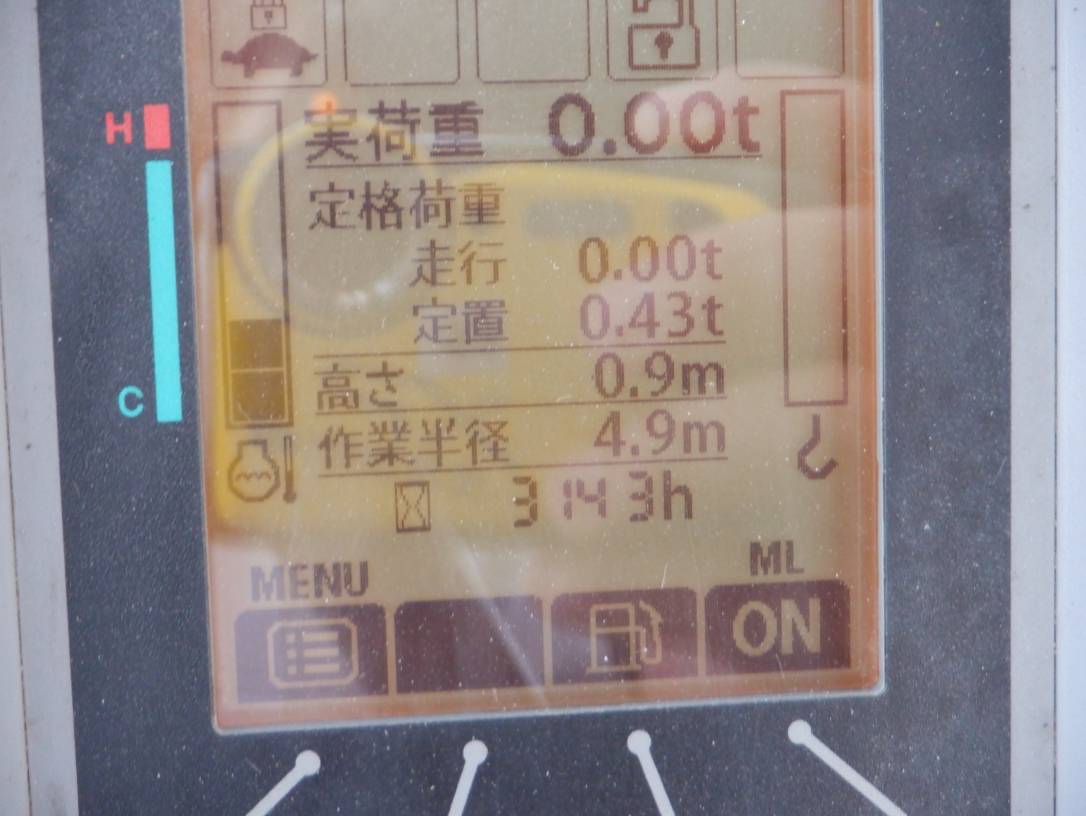 H
実荷重 0.00t
定格荷重
走行 0.00t
定置 0.43t
C
高さ 0.9m
作業半径 4.9m
3143h
MENU
ML
ON